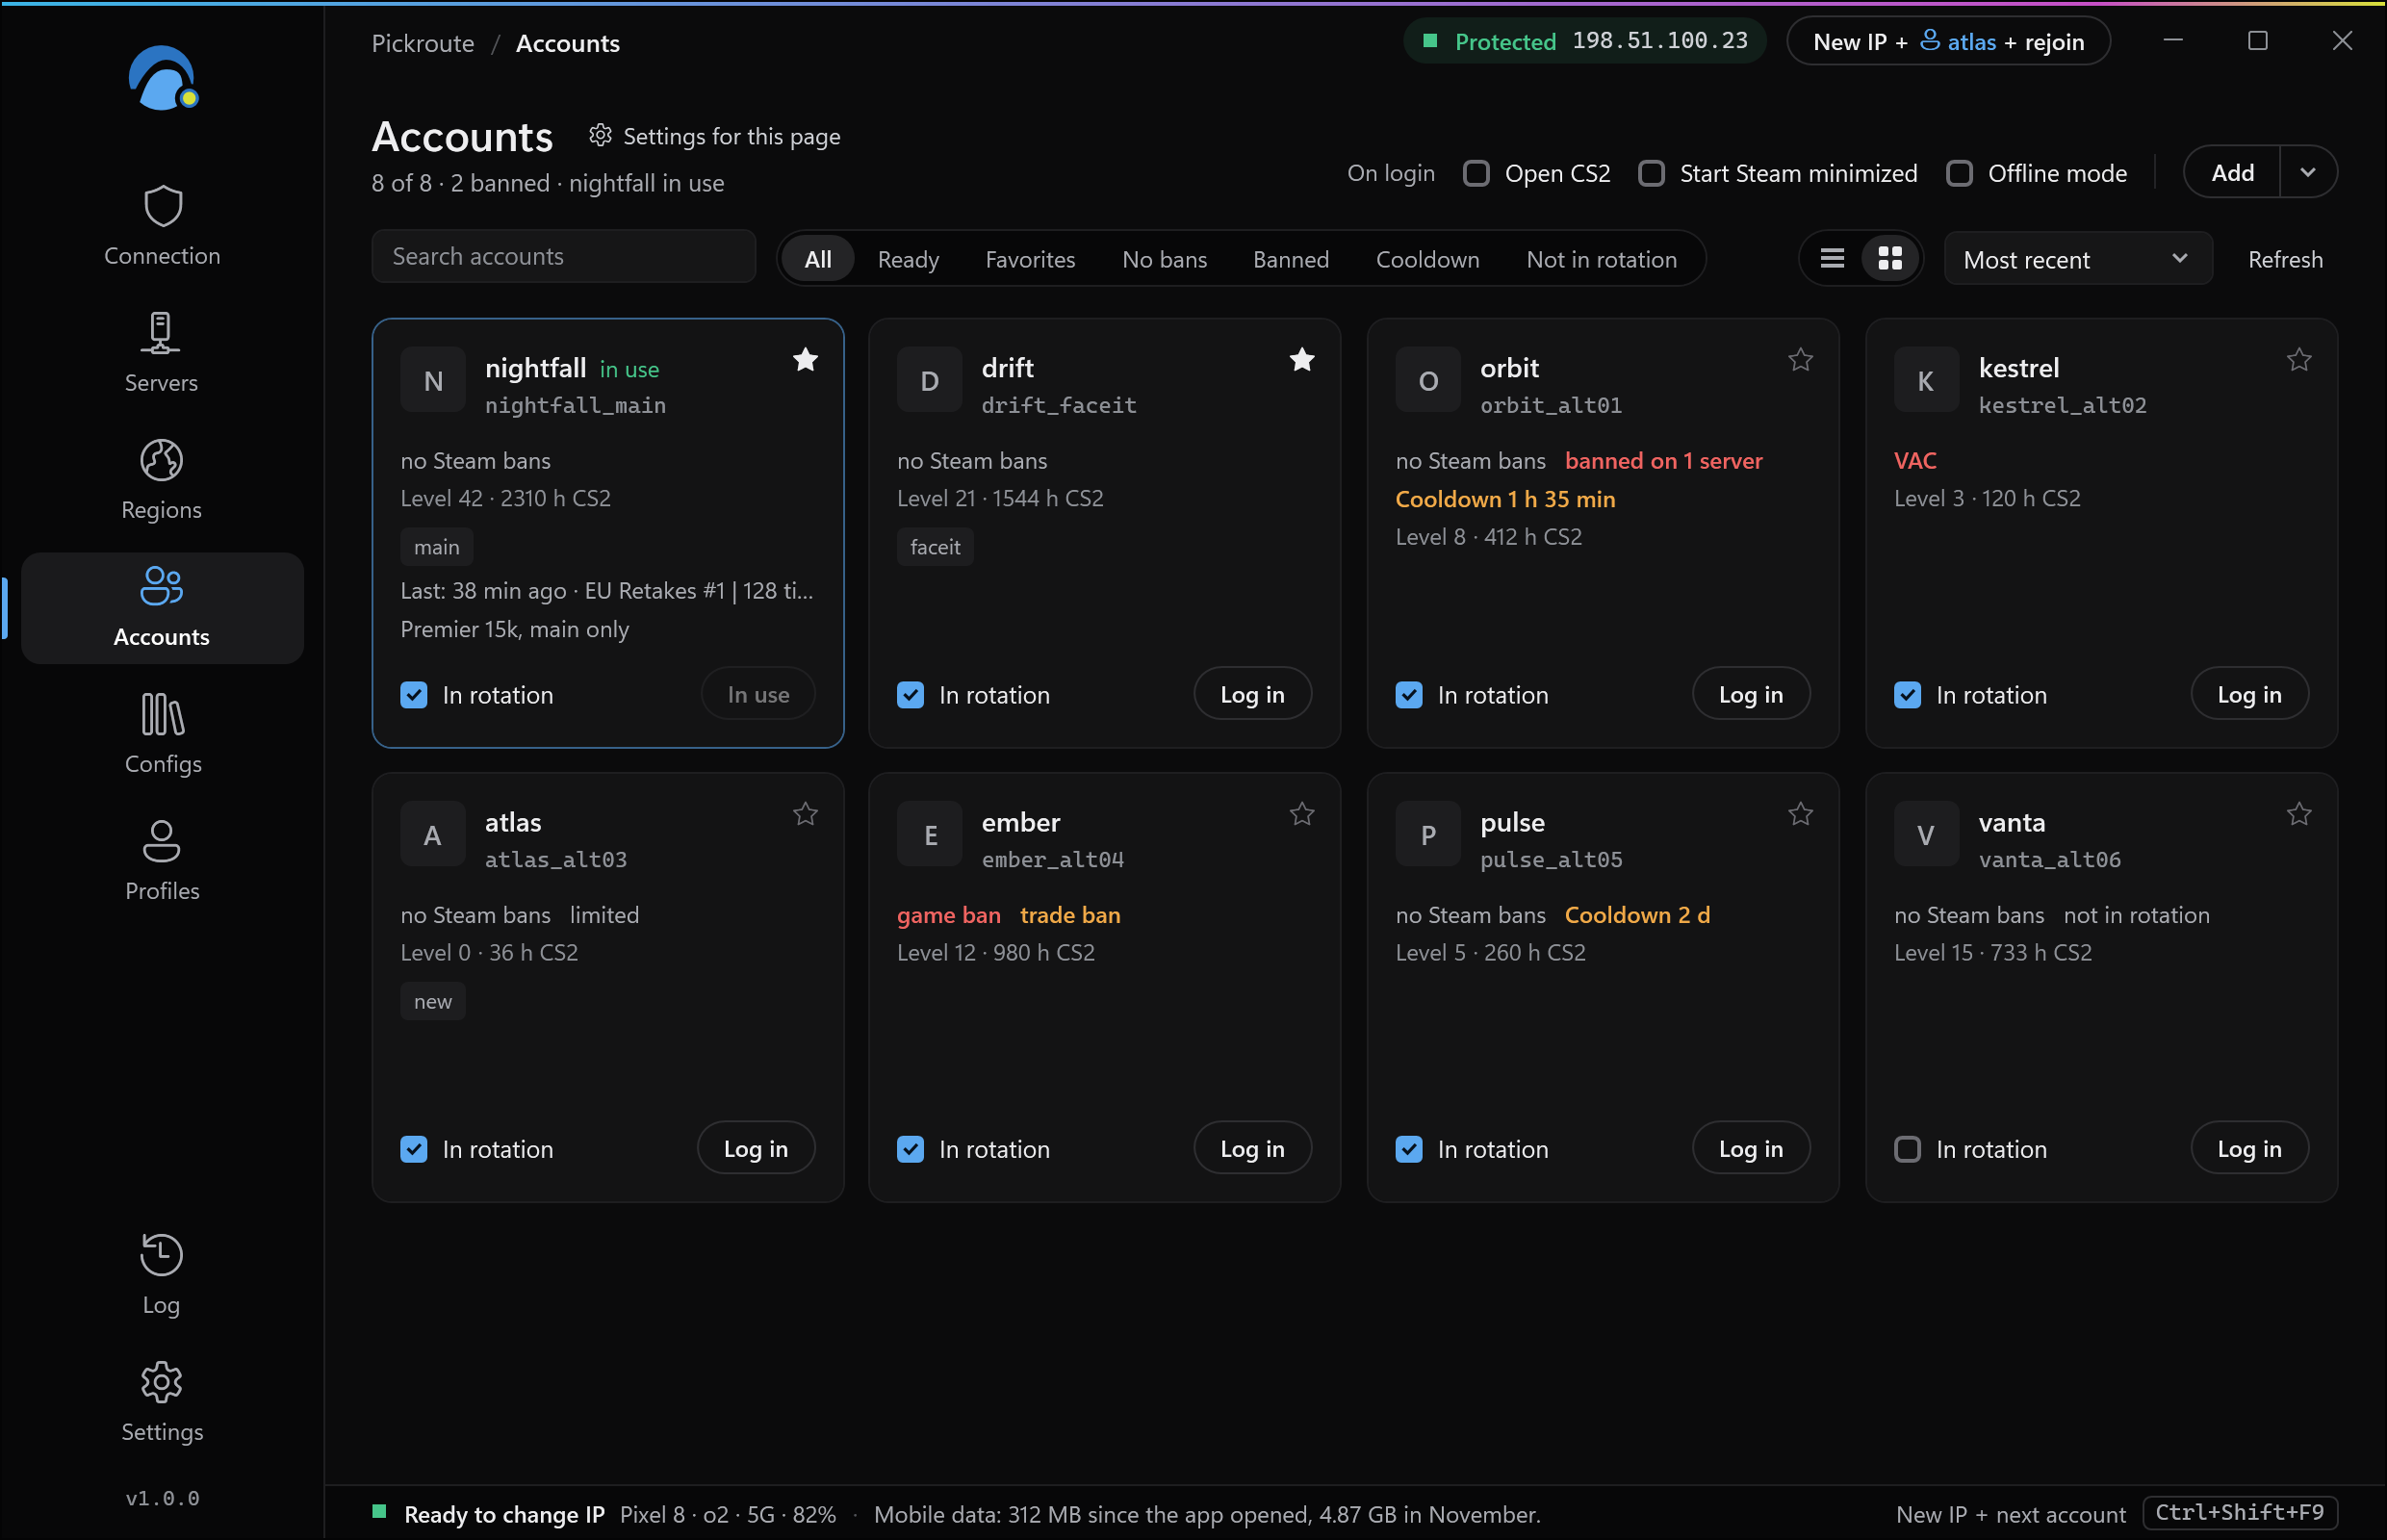 Pickroute / Accounts
Protected 198.51.100.23
New IP + atlas + rejoin
Connection
Servers
Regions
Accounts
Configs
Profiles
Log
Settings
v1.0.0
Accounts
Settings for this page
8 of 8 · 2 banned · nightfall in use
On login
Open CS2
Start Steam minimized
Offline mode
Add
Search accounts
All
Ready
Favorites
No bans
Banned
Cooldown
Not in rotation
Most recent
Refresh
N
nightfall in use
nightfall_main
no Steam bans
Level 42 · 2310 h CS2
main
Last: 38 min ago · EU Retakes #1 | 128 ti...
Premier 15k, main only
In rotation
In use
D
drift
drift_faceit
no Steam bans
Level 21 · 1544 h CS2
faceit
In rotation
Log in
O
orbit
orbit_alt01
no Steam bans banned on 1 server
Cooldown 1 h 35 min
Level 8 · 412 h CS2
In rotation
Log in
K
kestrel
kestrel_alt02
VAC
Level 3 · 120 h CS2
In rotation
Log in
A
atlas
atlas_alt03
no Steam bans limited
Level 0 · 36 h CS2
new
In rotation
Log in
E
ember
ember_alt04
game ban trade ban
Level 12 · 980 h CS2
In rotation
Log in
P
pulse
pulse_alt05
no Steam bans Cooldown 2 d
Level 5 · 260 h CS2
In rotation
Log in
V
vanta
vanta_alt06
no Steam bans not in rotation
Level 15 · 733 h CS2
In rotation
Log in
Ready to change IP Pixel 8 · o2 · 5G · 82% · Mobile data: 312 MB since the app opened, 4.87 GB in November.
New IP + next account Ctrl+Shift+F9